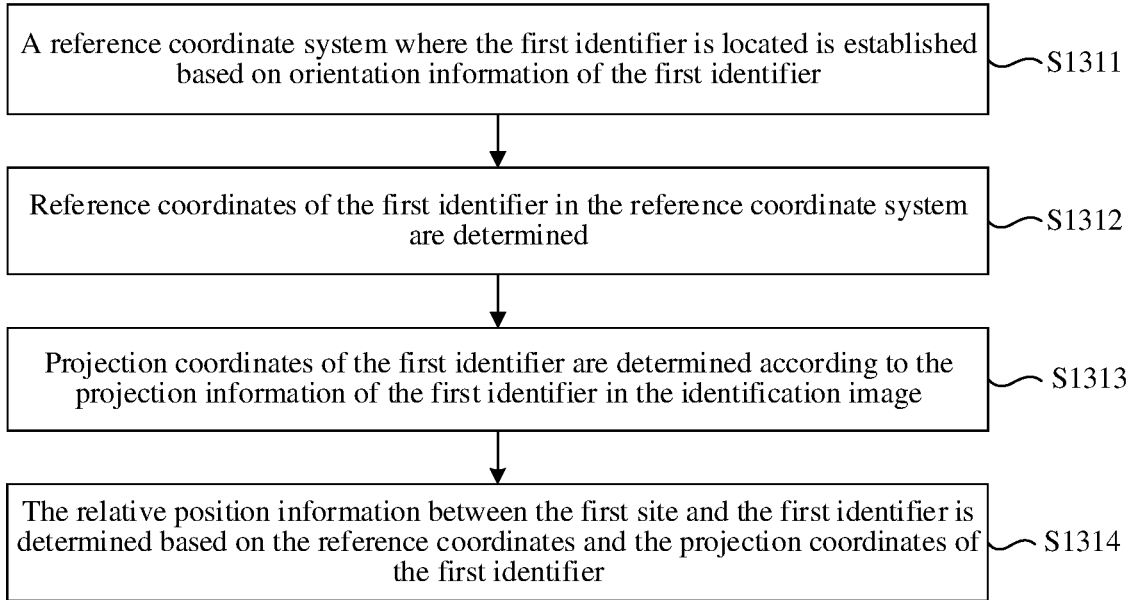 A reference coordinate system where the first identifier is located is established
based on orientation information of the first identifier
S1311
Reference coordinates of the first identifier in the reference coordinate system
are determined
S1312
Projection coordinates of the first identifier are determined according to the
projection information of the first identifier in the identification image
S1313
The relative position information between the first site and the first identifier is
determined based on the reference coordinates and the projection coordinates of
the first identifier
S1314